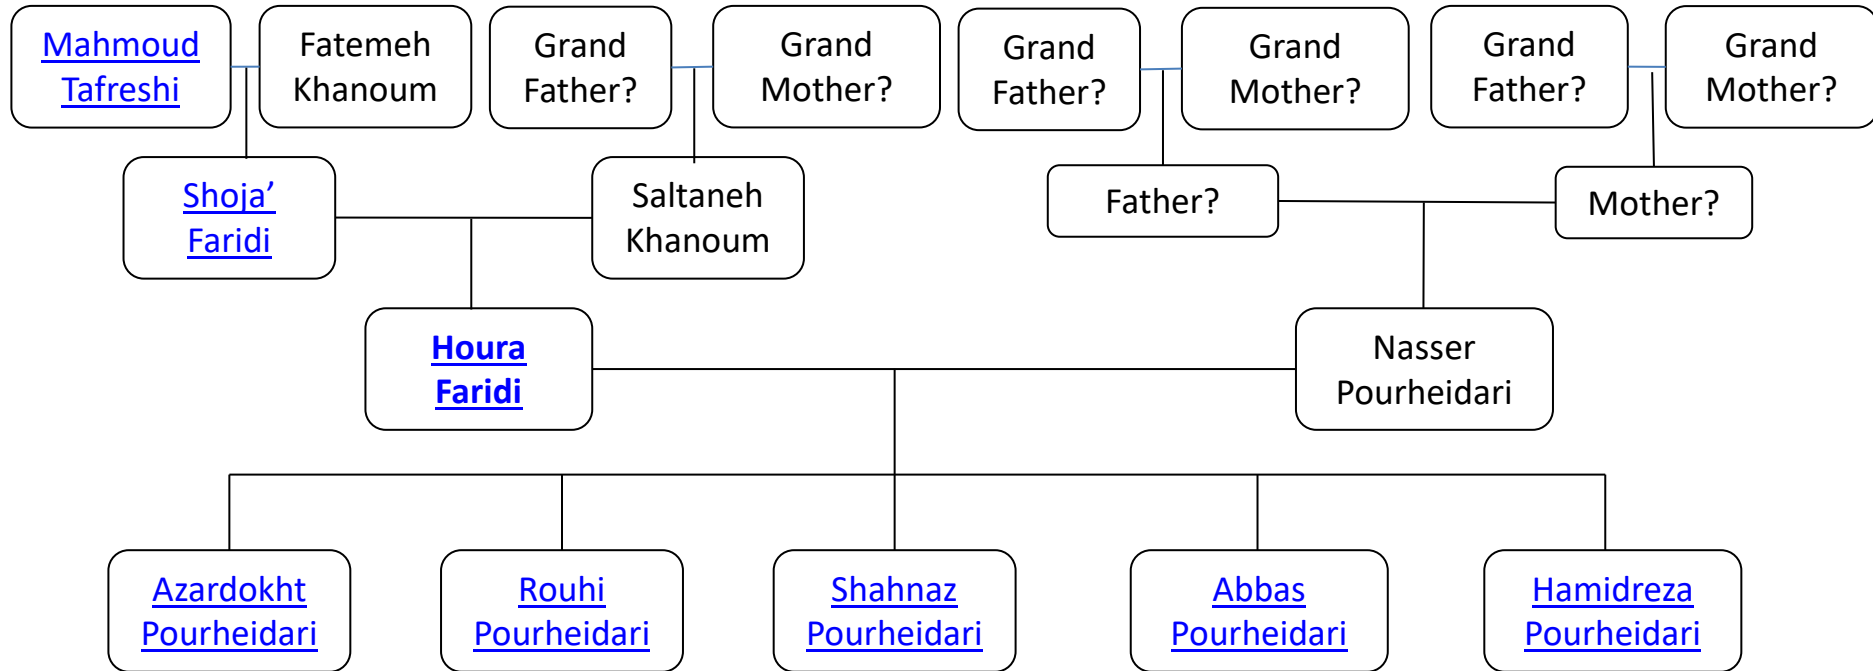 Mahmoud
Tafreshi
Fatemeh
Khanoum
Grand
Father?
Grand
Mother?
Grand
Father?
Grand
Mother?
Grand
Father?
Grand
Mother?
Shoja’
Faridi
Saltaneh
Khanoum
Father?
Mother?
Houra
Faridi
Nasser
Pourheidari
Azardokht
Pourheidari
Rouhi
Pourheidari
Shahnaz
Pourheidari
Abbas
Pourheidari
Hamidreza
Pourheidari